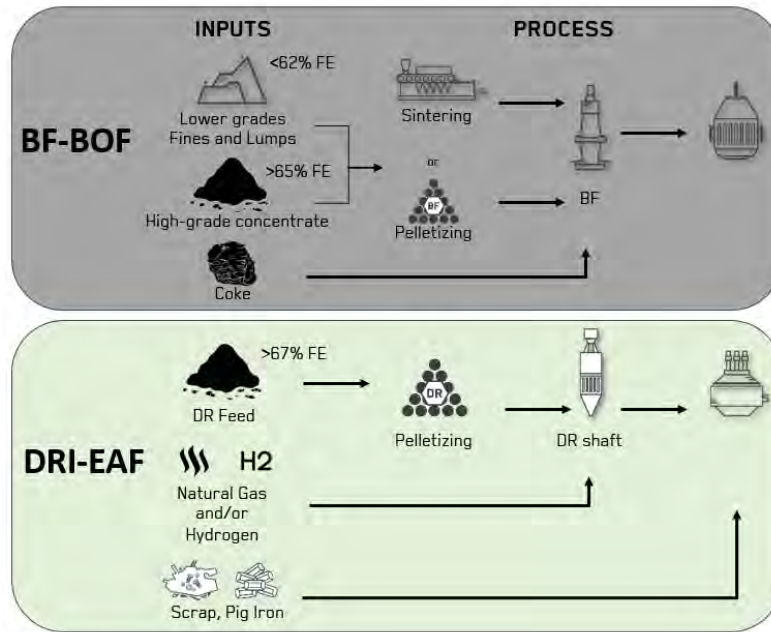 INPUTS
PROCESS
BF-BOF
<62% FE
Lower grades
Fines and Lumps
>65% FE
High-grade concentrate
Coke
Sintering
or
BF
Pelletizing
BF
DRI-EAF
>67% FE
DR Feed
DR
Pelletizing
DR shaft
H2
Natural Gas
and/or
Hydrogen
Scrap, Pig Iron